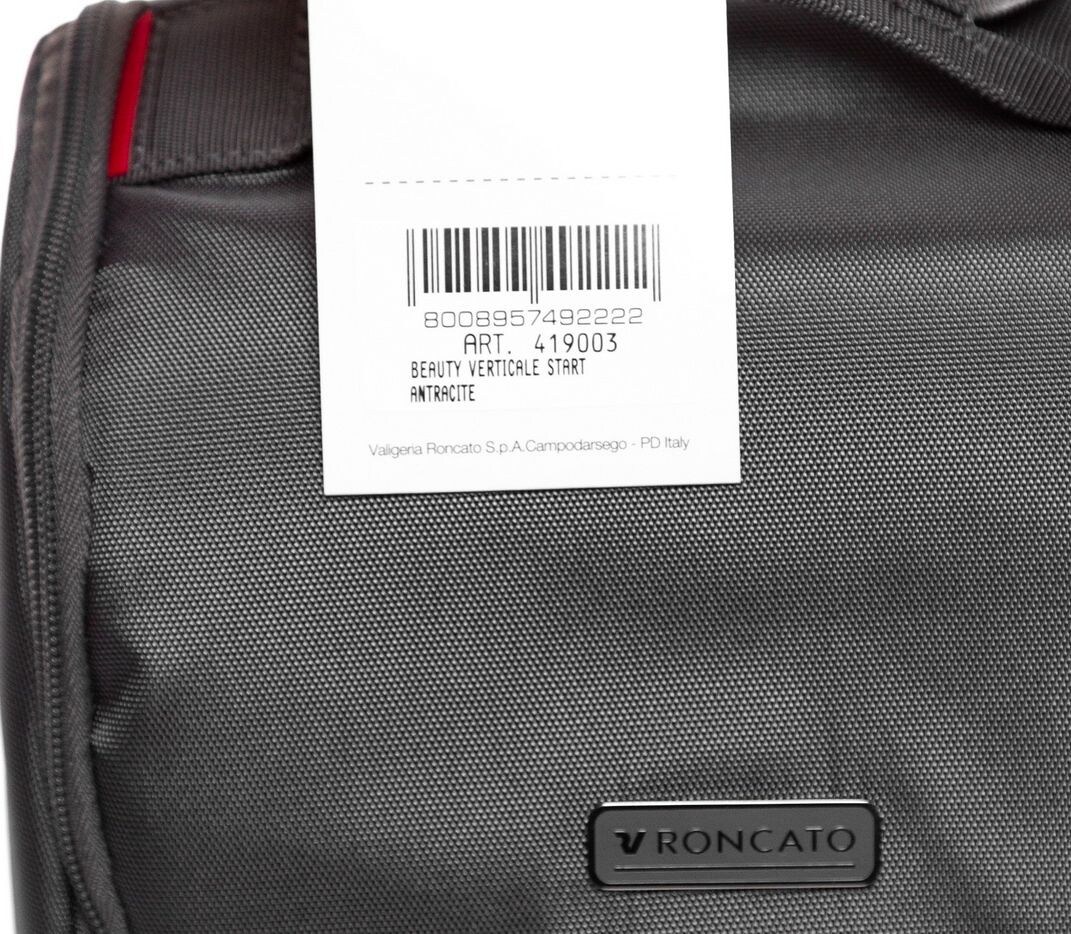 8008957492222
ART. 419003
BEAUTY VERTICALE START
ANTRACITE
Valigeria Roncato S.p.A.Campodarsego - PD Italy
RONCATO